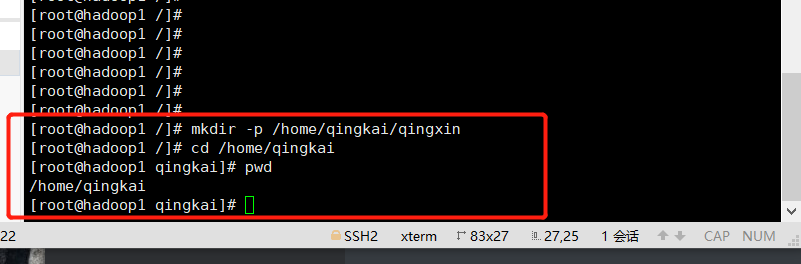 [root@hadoop1 /]#
[root@hadoop1 /]#
[root@hadoop1 /]#
[root@hadoop1 /]#
[root@hadoop1 /]#
[root@hadoop1 /]#
[root@hadoop1 /]# mkdir -p /home/qingkai/qingxin
[root@hadoop1 /]# cd /home/qingkai
[root@hadoop1 qingkai]# pwd
/home/qingkai
[root@hadoop1 qingkai]#
22 SSH2 xterm 83x27 27,25 1 会话 CAP NUM